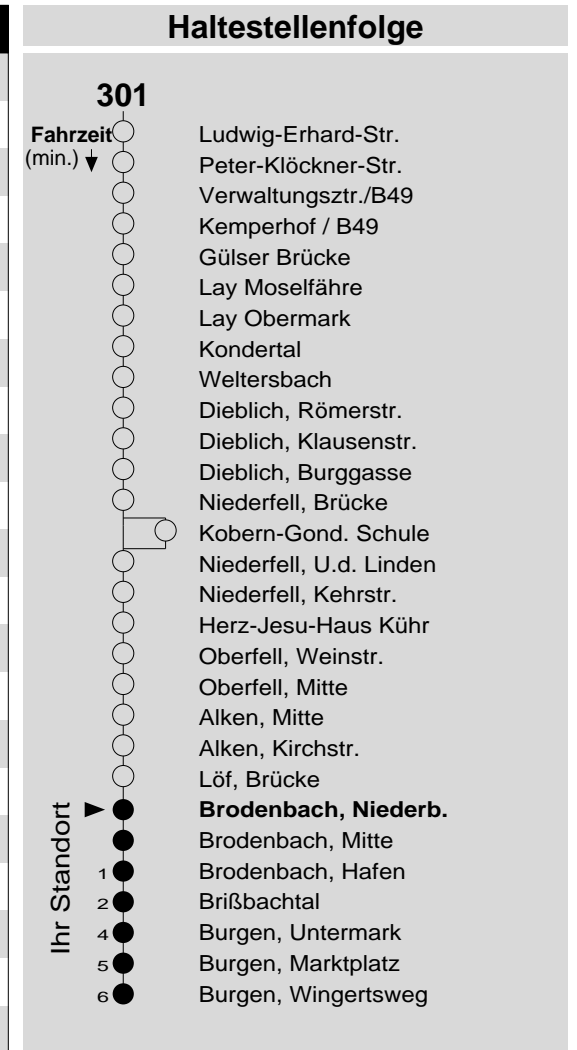 Haltestellenfolge
301
Fahrzeit
(min.)
Ludwig-Erhard-Str.
Peter-Klöckner-Str.
Verwaltungsztr./B49
Kemperhof / B49
Gülser Brücke
Lay Moselfähre
Lay Obermark
Kondertal
Weltersbach
Dieblich, Römerstr.
Dieblich, Klausenstr.
Dieblich, Burggasse
Niederfell, Brücke
Kobern-Gond. Schule
Niederfell, U.d. Linden
Niederfell, Kehrstr.
Herz-Jesu-Haus Kühr
Oberfell, Weinstr.
Oberfell, Mitte
Alken, Mitte
Alken, Kirchstr.
Löf, Brücke
Ihr Standort
Brodenbach, Niederb.
Brodenbach, Mitte
1 Brodenbach, Hafen
2 Brißbachtal
4 Burgen, Untermark
5 Burgen, Marktplatz
6 Burgen, Wingertsweg